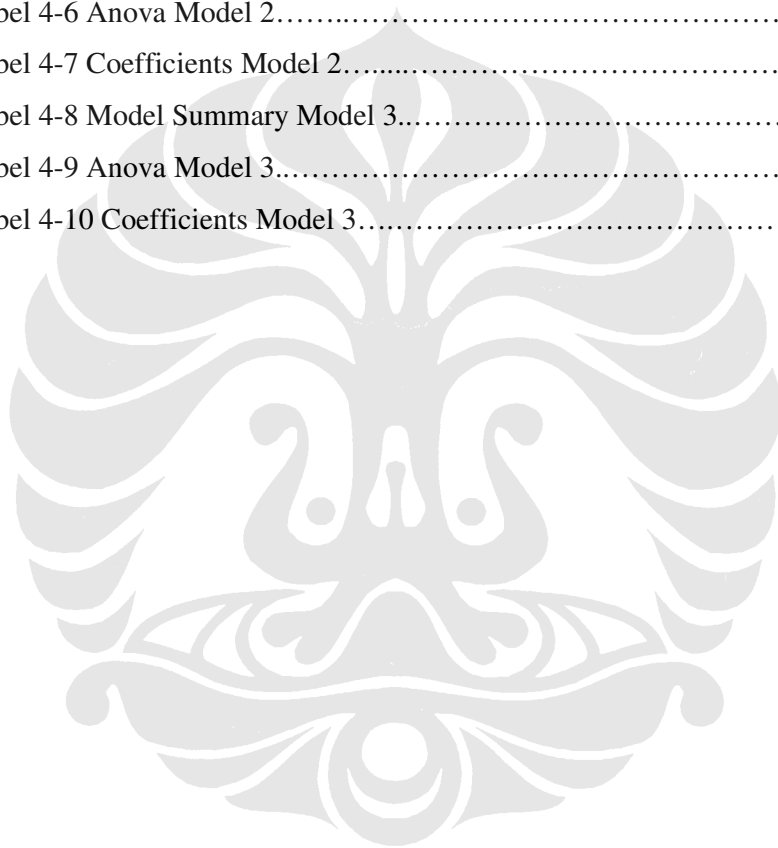 bel 4-6 Anova Model 2……..…………………………………………
bel 4-7 Coefficients Model 2…....…………………………………
bel 4-8 Model Summary Model 3..…………………………………
bel 4-9 Anova Model 3..……………………………………………
bel 4-10 Coefficients Model 3….……………………………………